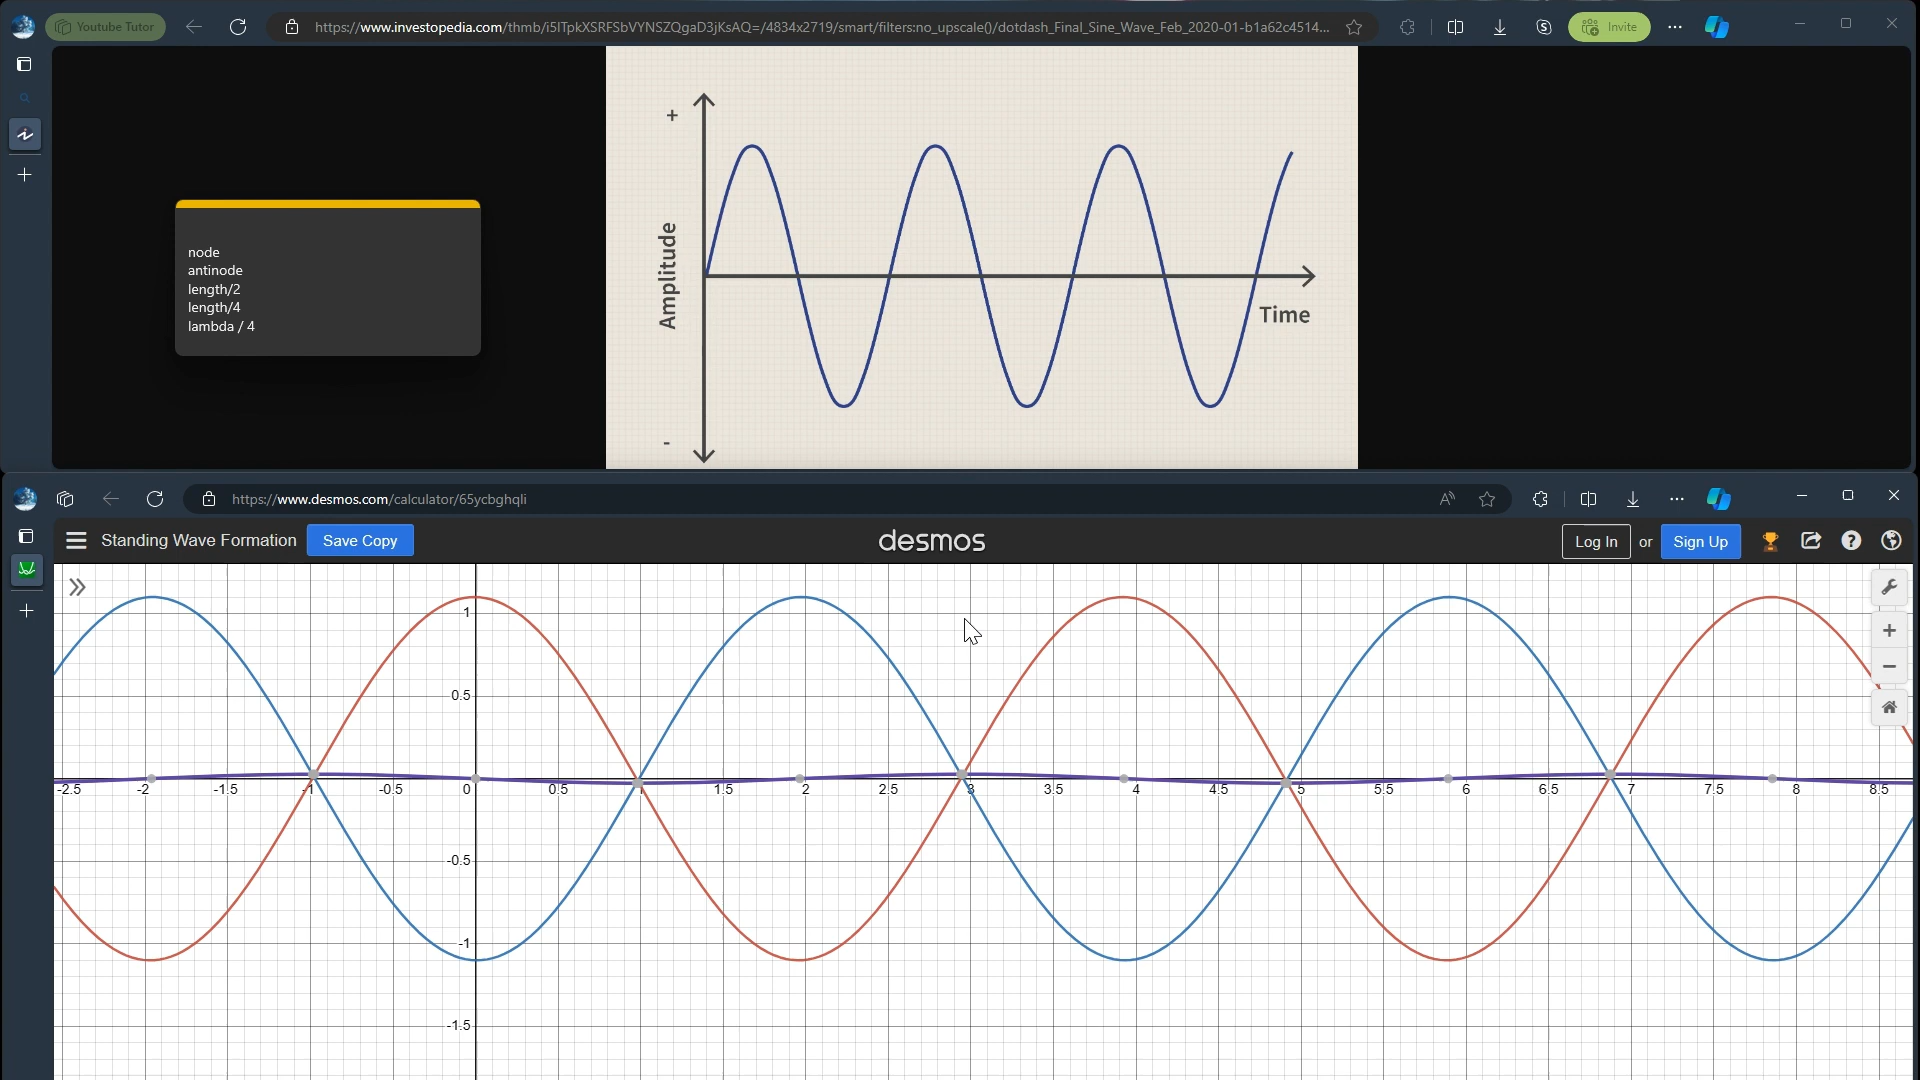 Youtube Tutor
https://www.investopedia.com/thmb/i5ITpkXSRFSbVYNSZQgaD3jKsAQ=/4834x2719/smart/filters:no_upscale()/dotdash_Final_Sine_Wave_Feb_2020-01-b1a62c4514...
Invite
+
Amplitude
Time
-
node
antinode
length/2
length/4
lambda / 4
https://www.desmos.com/calculator/65ycbghqli
Standing Wave Formation
Save Copy
desmos
Log In
or
Sign Up
1
0.5
-2.5 -2 -1.5 -1 -0.5 0 0.5 1 1.5 2 2.5 3 3.5 4 4.5 5 5.5 6 6.5 7 7.5 8 8.5
-0.5
-1
-1.5